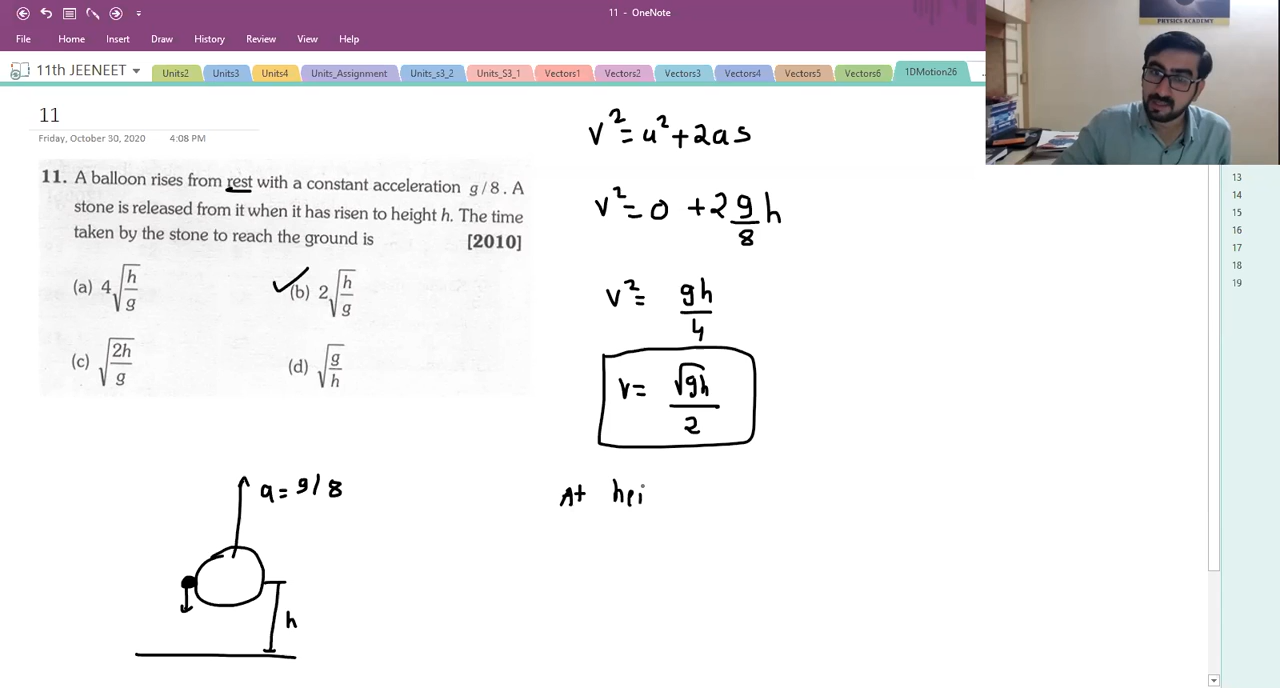 11 - OneNote
PHYSICS ACADEMY
File Home Insert Draw History Review View Help
11th JEENEET Units2 Units3 Units4 Units_Assignment Units_s3_2 Units_S3_1 Vectors1 Vectors2 Vectors3 Vectors4 Vectors5 Vectors6 1DMotion26 ...
11
Friday, October 30, 2020 4:08 PM
11. A balloon rises from rest with a constant acceleration g/8. A
stone is released from it when it has risen to height h. The time
taken by the stone to reach the ground is [2010]
(a) 4√(h/g) (b) 2√(h/g)
(c) √(2h/g) (d) √(g/h)
v² = u² + 2as
v² = 0 + 2 g/8 h
v² = gh/4
v = √gh/2
At hei
a = g/8
h
13
14
15
16
17
18
19